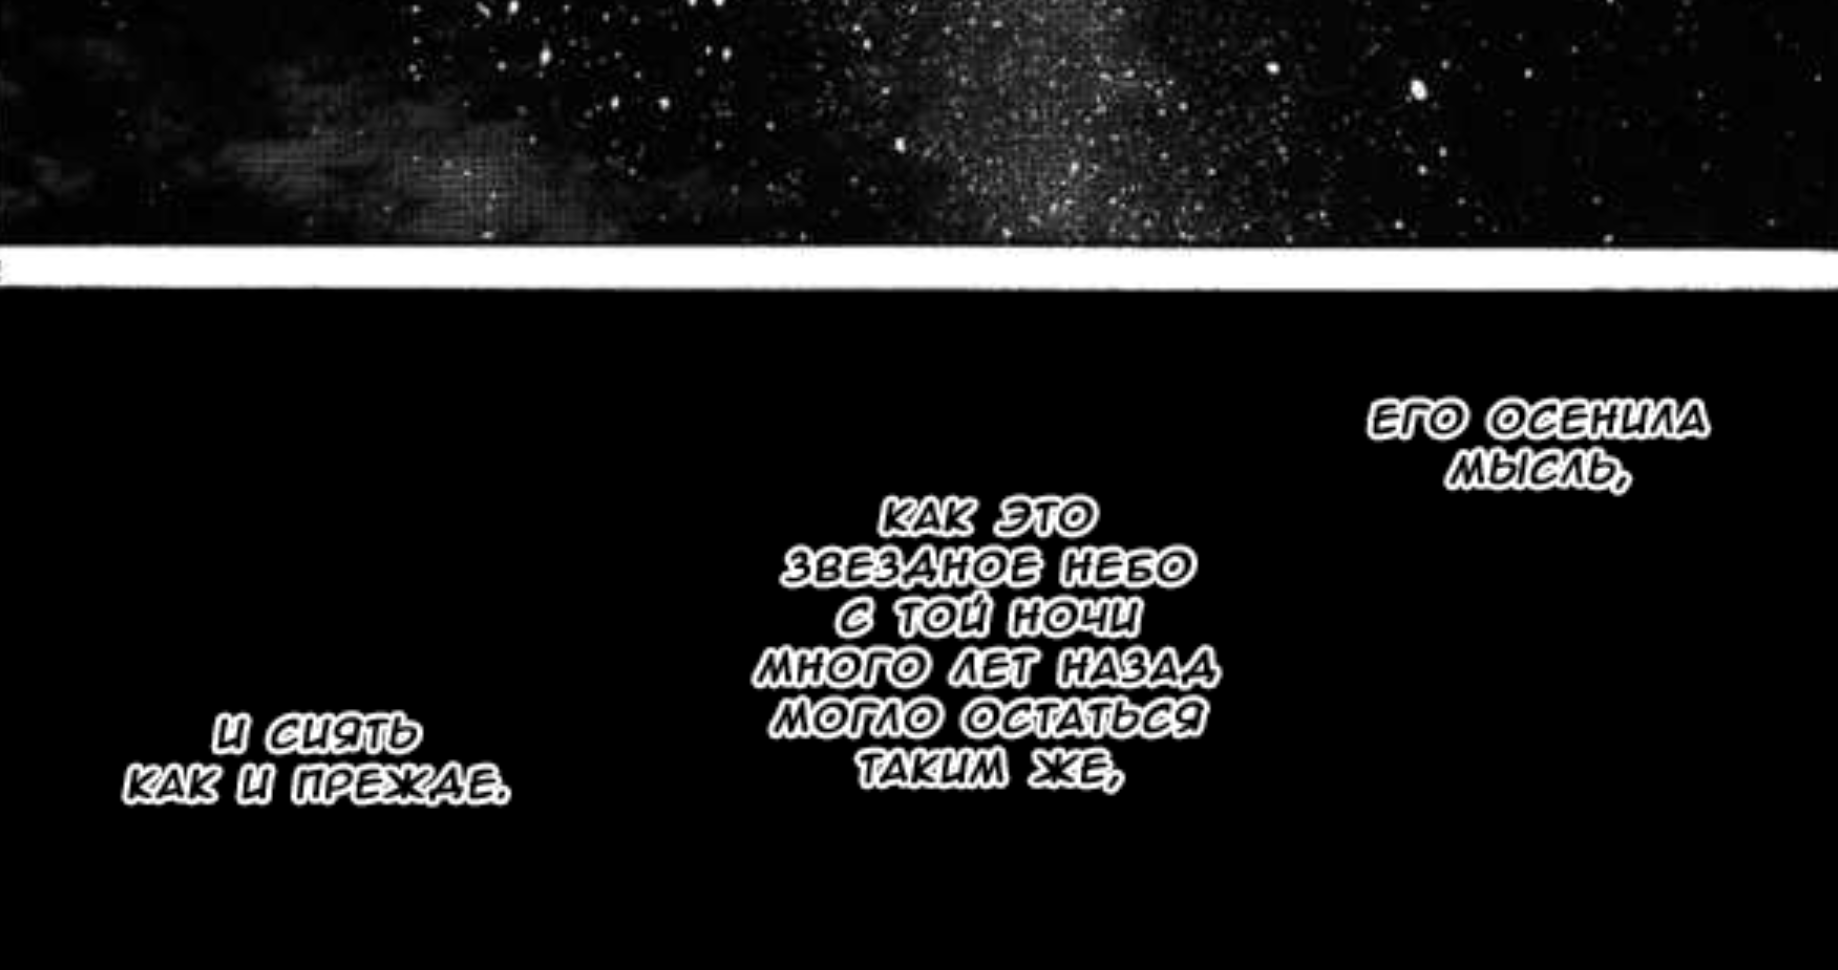 ЕГО ОСЕНИЛА
МЫСЛЬ,
КАК ЭТО
ЗВЕЗДНОЕ НЕБО
С ТОЙ НОЧИ
МНОГО ЛЕТ НАЗАД
МОГЛО ОСТАТЬСЯ
ТАКИМ ЖЕ,
И СИЯТЬ
КАК И ПРЕЖДЕ.